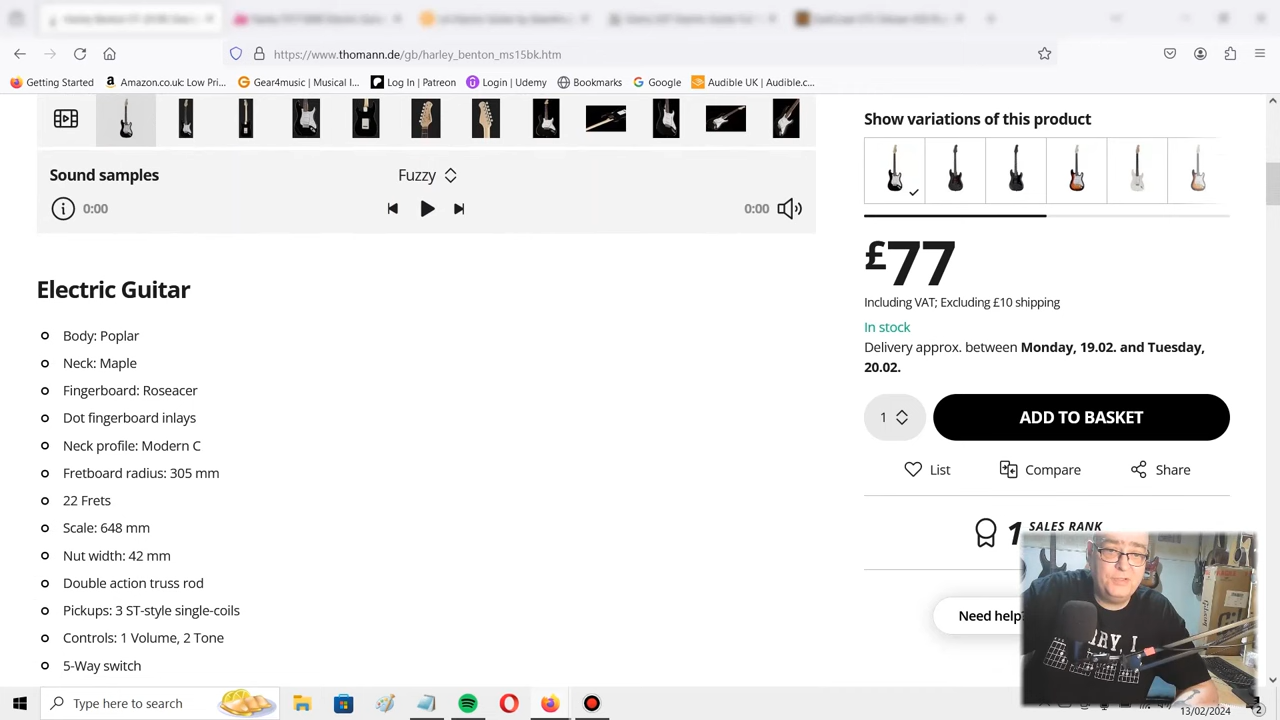 https://www.thomann.de/gb/harley_benton_ms15bk.htm
Getting Started
Amazon.co.uk: Low Pri...
Gear4music | Musical I...
Log In | Patreon
Login | Udemy
Bookmarks
Google
Audible UK | Audible.c...
Sound samples
Fuzzy
0:00
0:00
Electric Guitar
Body: Poplar
Neck: Maple
Fingerboard: Roseacer
Dot fingerboard inlays
Neck profile: Modern C
Fretboard radius: 305 mm
22 Frets
Scale: 648 mm
Nut width: 42 mm
Double action truss rod
Pickups: 3 ST-style single-coils
Controls: 1 Volume, 2 Tone
5-Way switch
Show variations of this product
£77
Including VAT; Excluding £10 shipping
In stock
Delivery approx. between Monday, 19.02. and Tuesday,
20.02.
1
ADD TO BASKET
List
Compare
Share
1 SALES RANK
Need help?
Type here to search
13/02/2024
2